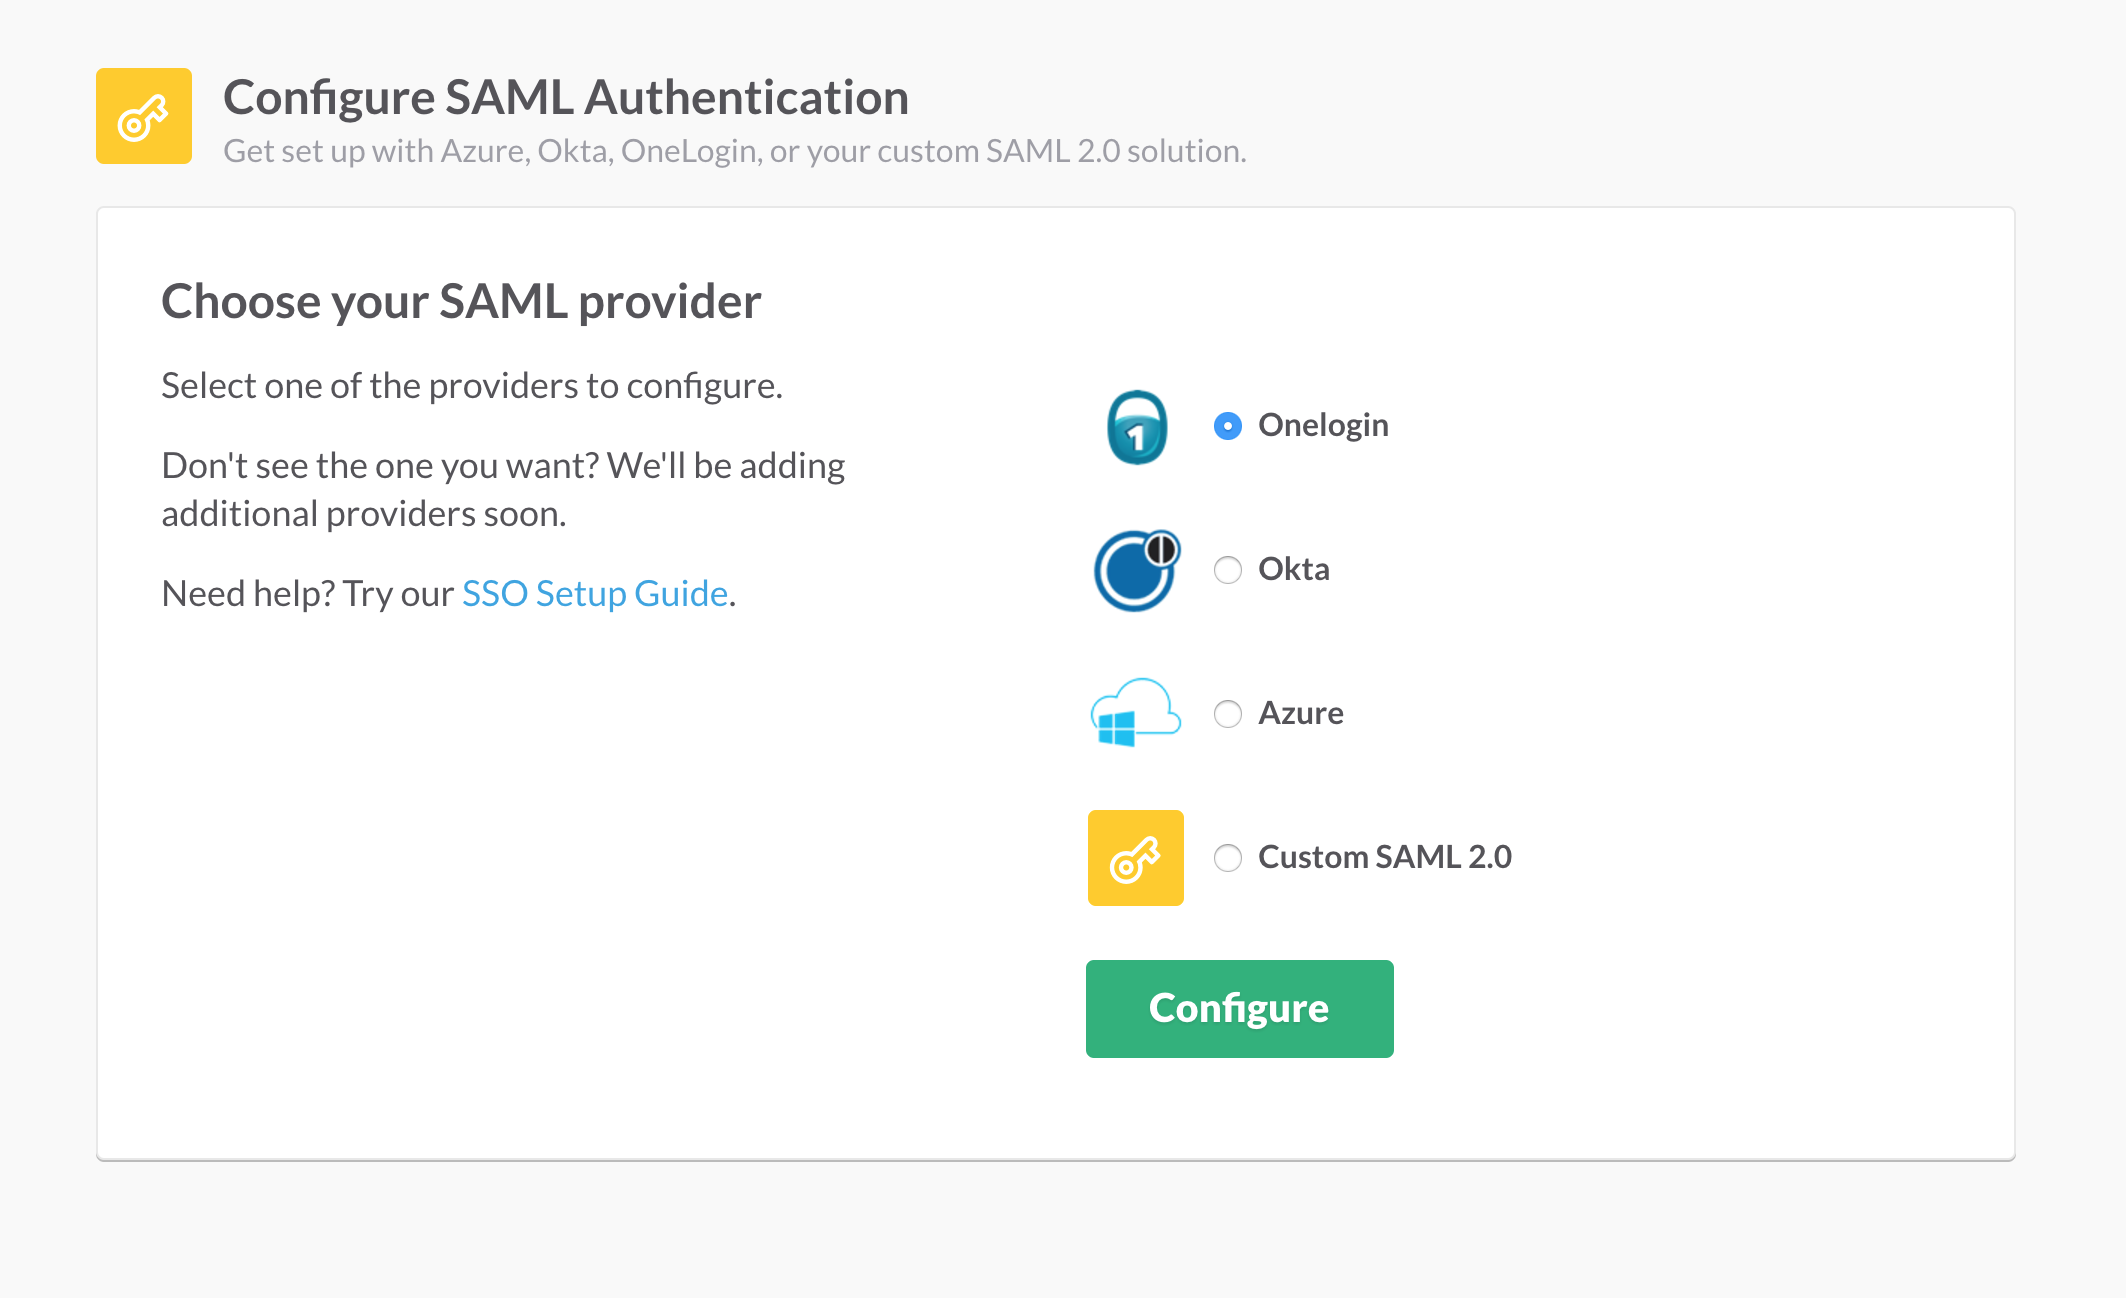 Configure SAML Authentication
Get set up with Azure, Okta, OneLogin, or your custom SAML 2.0 solution.
Choose your SAML provider
Select one of the providers to configure.
Don't see the one you want? We'll be adding
additional providers soon.
Need help? Try our SSO Setup Guide.
1
Onelogin
Okta
Azure
Custom SAML 2.0
Configure